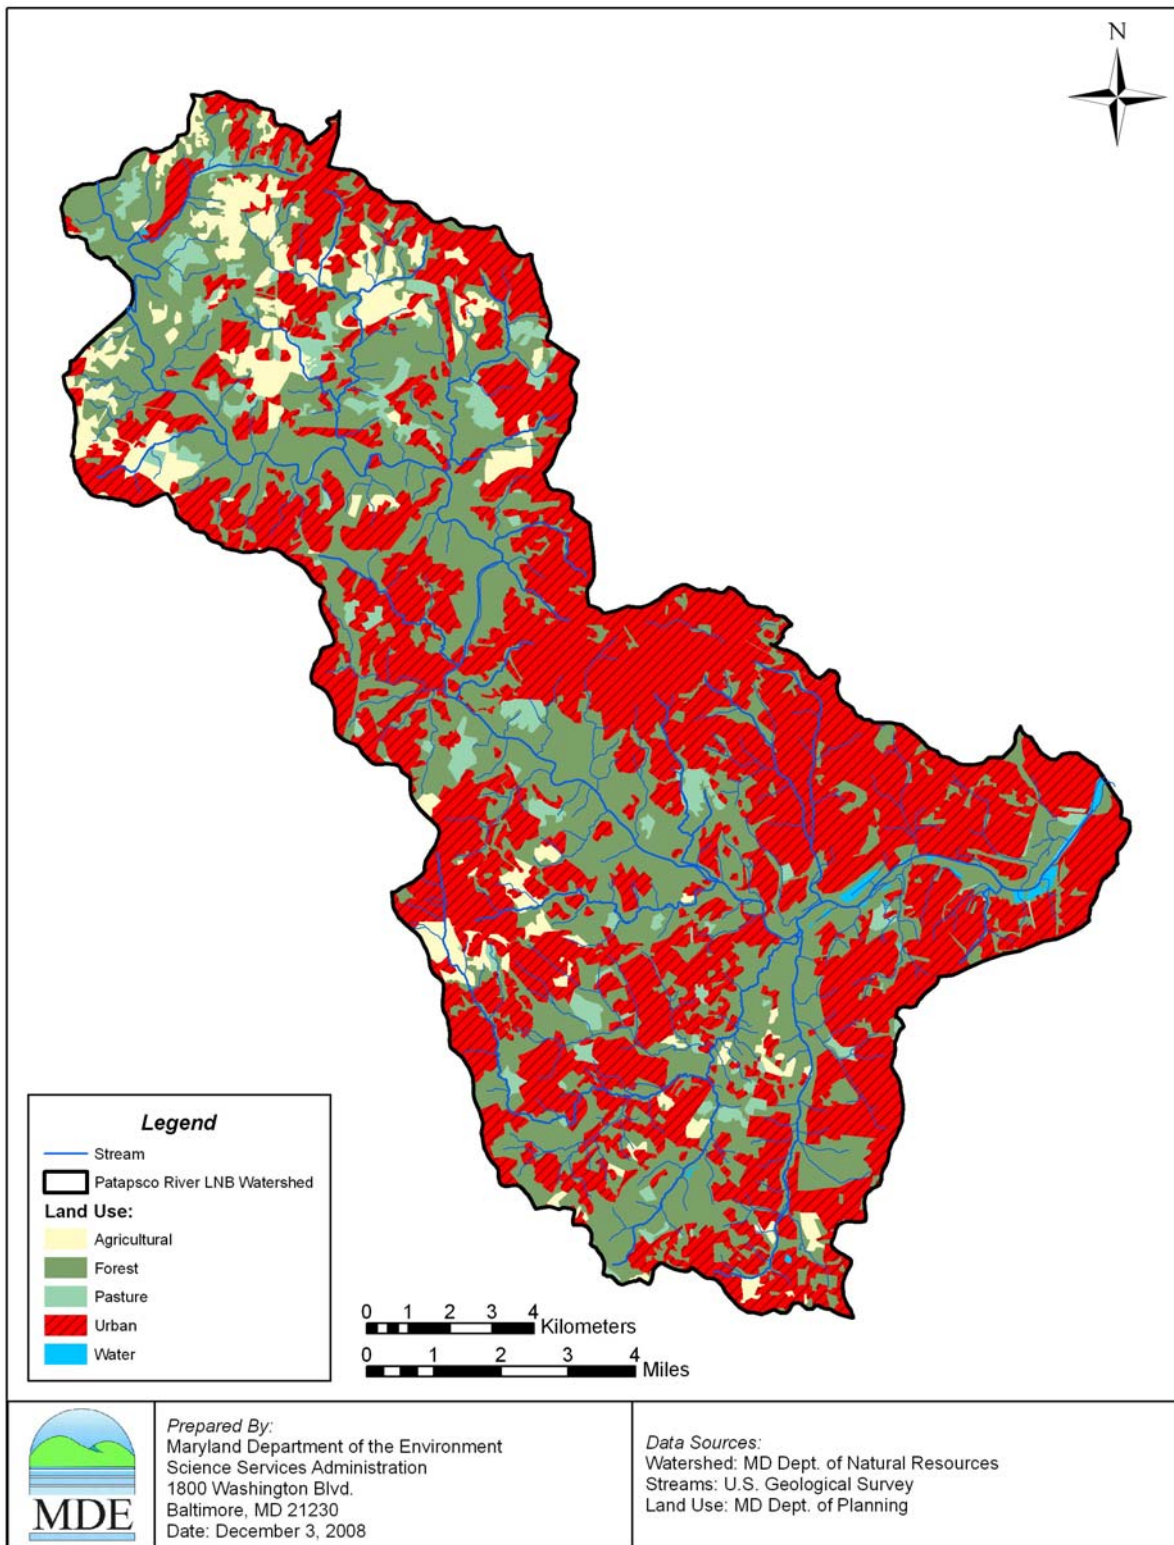 N
Legend
Stream
Patapsco River LNB Watershed
Land Use:
Agricultural
Forest
Pasture
Urban
Water
0 1 2 3 4
Kilometers
0 1 2 3 4
Miles
MDE
Prepared By:
Maryland Department of the Environment
Science Services Administration
1800 Washington Blvd.
Baltimore, MD 21230
Date: December 3, 2008
Data Sources:
Watershed: MD Dept. of Natural Resources
Streams: U.S. Geological Survey
Land Use: MD Dept. of Planning